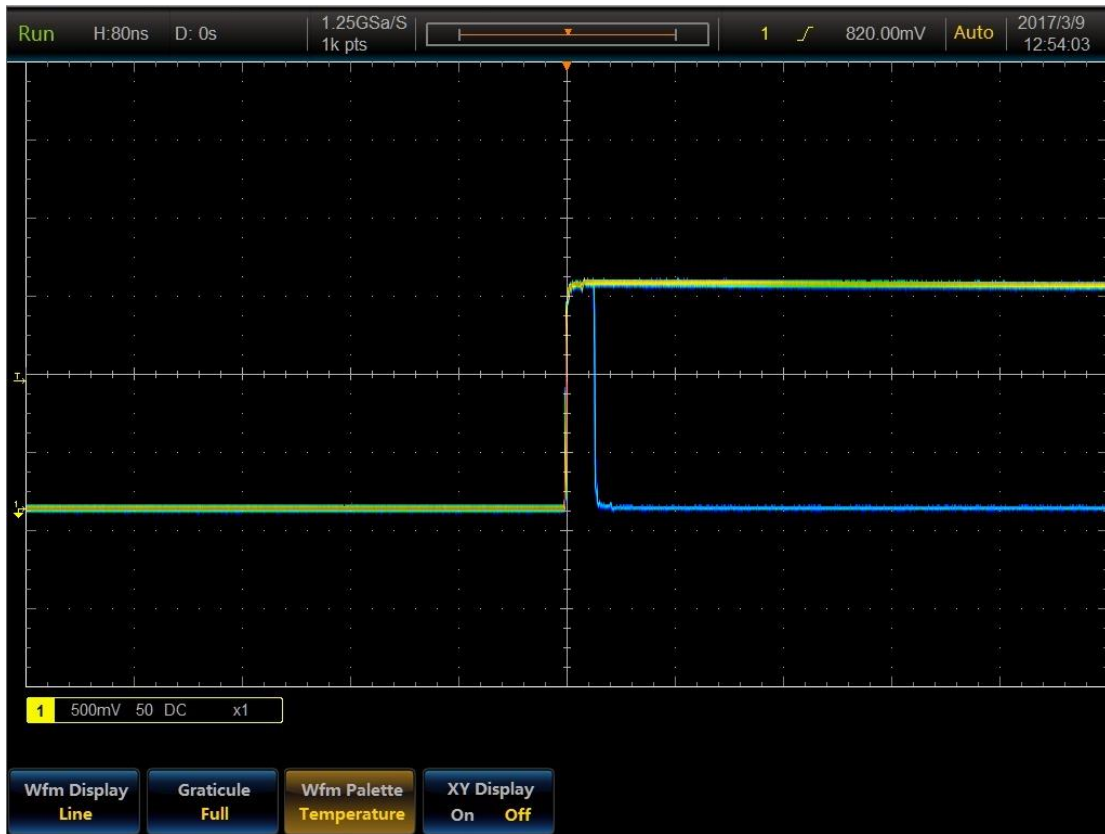 Run H:80ns D: 0s 1.25GSa/S 1 820.00mV Auto 2017/3/9
1k pts 12:54:03
T
1
1 500mV 50 DC x1
Wfm Display Graticule Wfm Palette XY Display
Line Full Temperature On Off